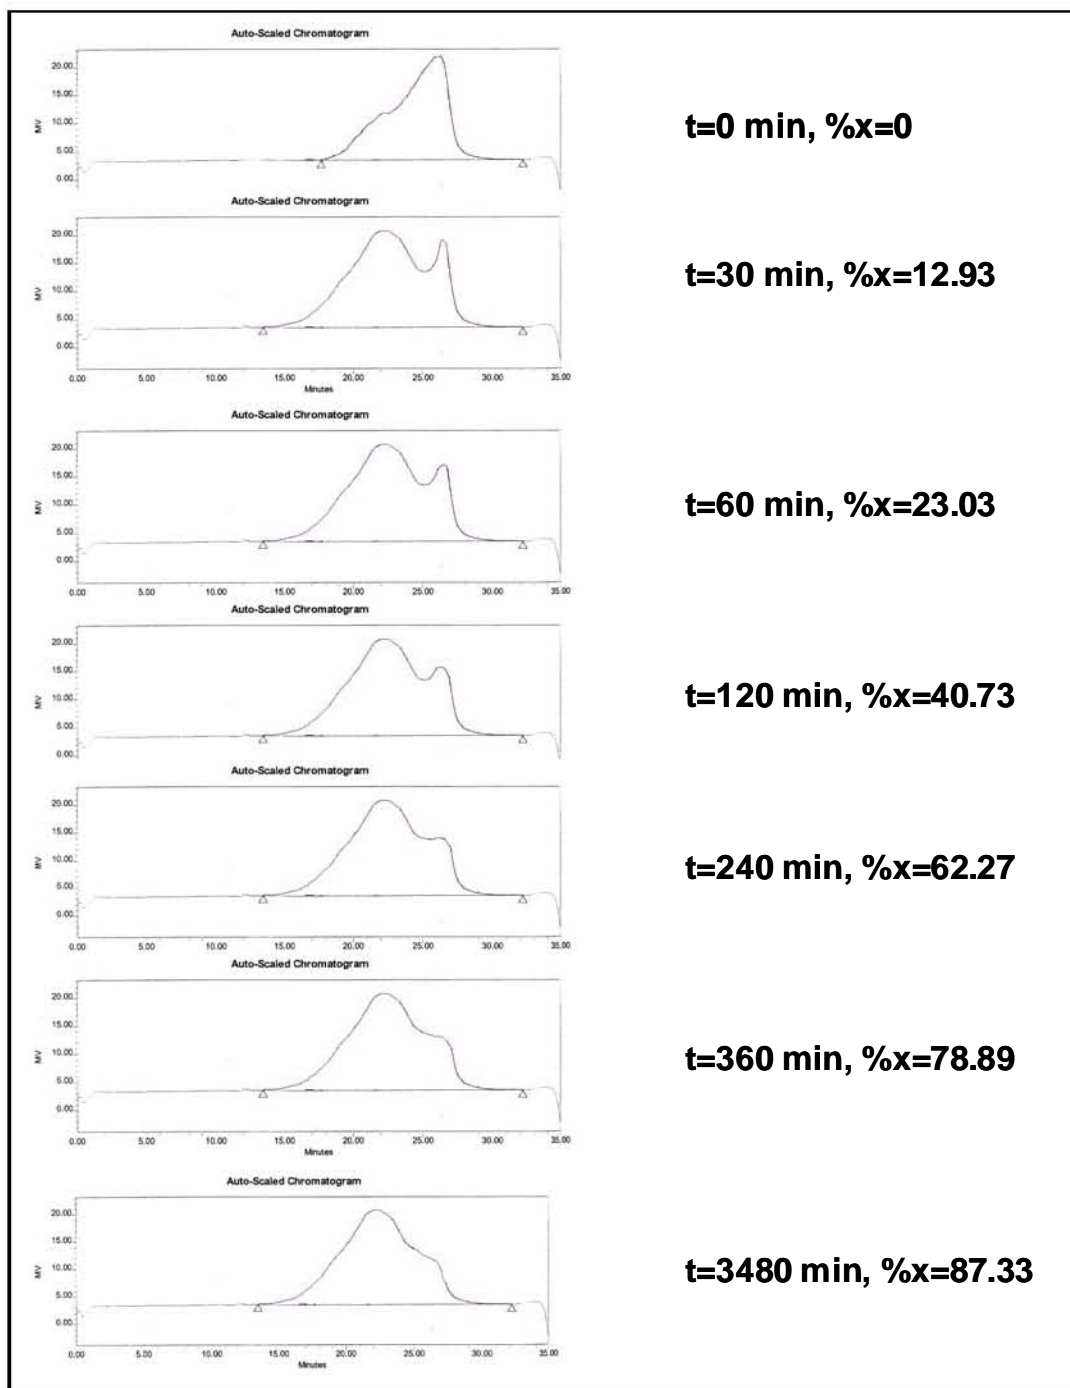 Auto-Scaled Chromatogram
20.00
15.00
10.00
5.00
0.00
MV
t=0 min, %x=0
Auto-Scaled Chromatogram
20.00
15.00
10.00
5.00
0.00
MV
0.00 5.00 10.00 15.00 20.00 25.00 30.00 35.00
Minutes
t=30 min, %x=12.93
Auto-Scaled Chromatogram
20.00
15.00
10.00
5.00
0.00
MV
0.00 5.00 10.00 15.00 20.00 25.00 30.00 35.00
t=60 min, %x=23.03
Auto-Scaled Chromatogram
20.00
15.00
10.00
5.00
0.00
MV
t=120 min, %x=40.73
Auto-Scaled Chromatogram
20.00
15.00
10.00
5.00
0.00
MV
0.00 5.00 10.00 15.00 20.00 25.00 30.00 35.00
t=240 min, %x=62.27
Auto-Scaled Chromatogram
20.00
15.00
10.00
5.00
0.00
MV
0.00 5.00 10.00 15.00 20.00 25.00 30.00 35.00
Minutes
t=360 min, %x=78.89
Auto-Scaled Chromatogram
20.00
15.00
10.00
5.00
0.00
MV
0.00 5.00 10.00 15.00 20.00 25.00 30.00 35.00
Minutes
t=3480 min, %x=87.33